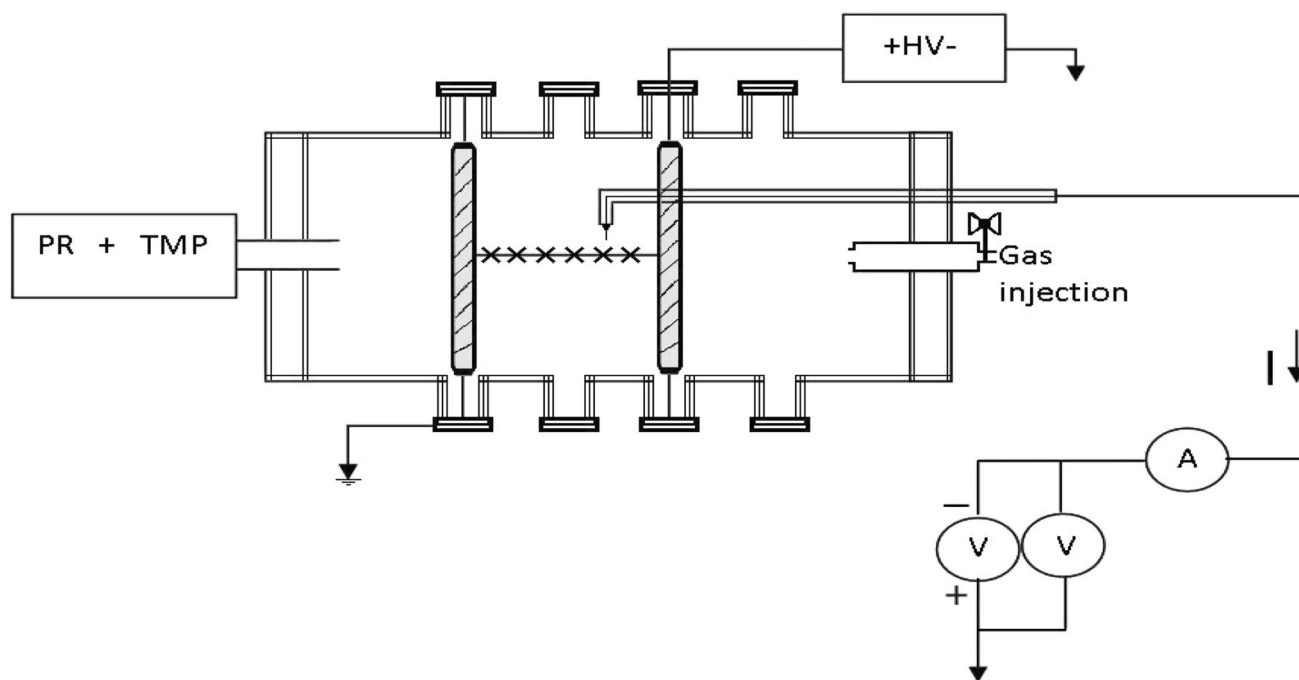 +HV-
PR + TMP
Gas
injection
I
A
−
V V
+